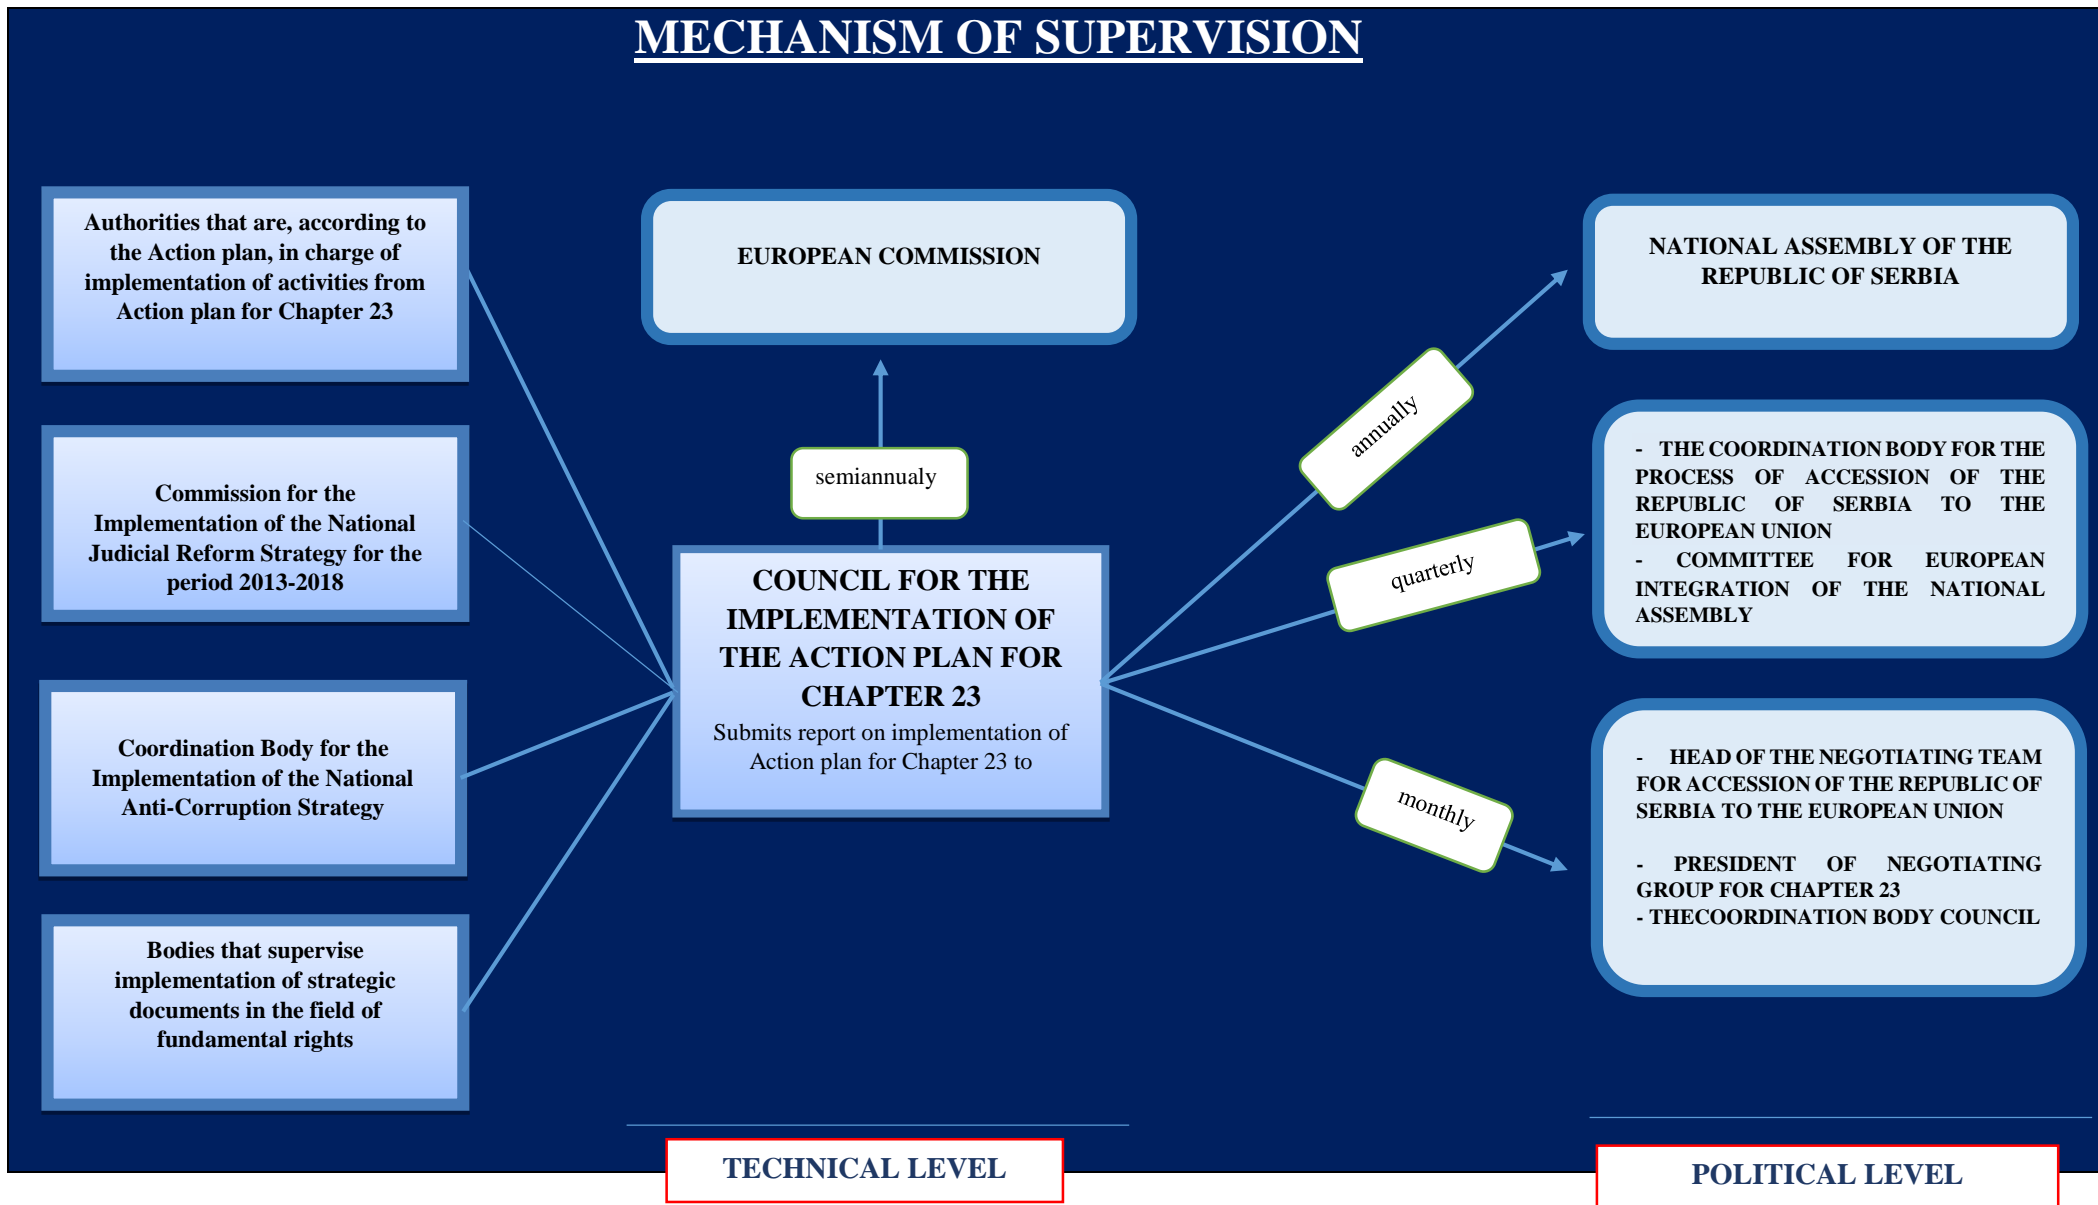 MECHANISM OF SUPERVISION
Authorities that are, according to
the Action plan, in charge of
implementation of activities from
Action plan for Chapter 23
Commission for the
Implementation of the National
Judicial Reform Strategy for the
period 2013-2018
Coordination Body for the
Implementation of the National
Anti-Corruption Strategy
Bodies that supervise
implementation of strategic
documents in the field of
fundamental rights
EUROPEAN COMMISSION
semiannualy
COUNCIL FOR THE
IMPLEMENTATION OF
THE ACTION PLAN FOR
CHAPTER 23
Submits report on implementation of
Action plan for Chapter 23 to
annually
quarterly
monthly
NATIONAL ASSEMBLY OF THE
REPUBLIC OF SERBIA
- THE COORDINATION BODY FOR THE
PROCESS OF ACCESSION OF THE
REPUBLIC OF SERBIA TO THE
EUROPEAN UNION
- COMMITTEE FOR EUROPEAN
INTEGRATION OF THE NATIONAL
ASSEMBLY
- HEAD OF THE NEGOTIATING TEAM
FOR ACCESSION OF THE REPUBLIC OF
SERBIA TO THE EUROPEAN UNION
- PRESIDENT OF NEGOTIATING
GROUP FOR CHAPTER 23
- THECOORDINATION BODY COUNCIL
TECHNICAL LEVEL
POLITICAL LEVEL